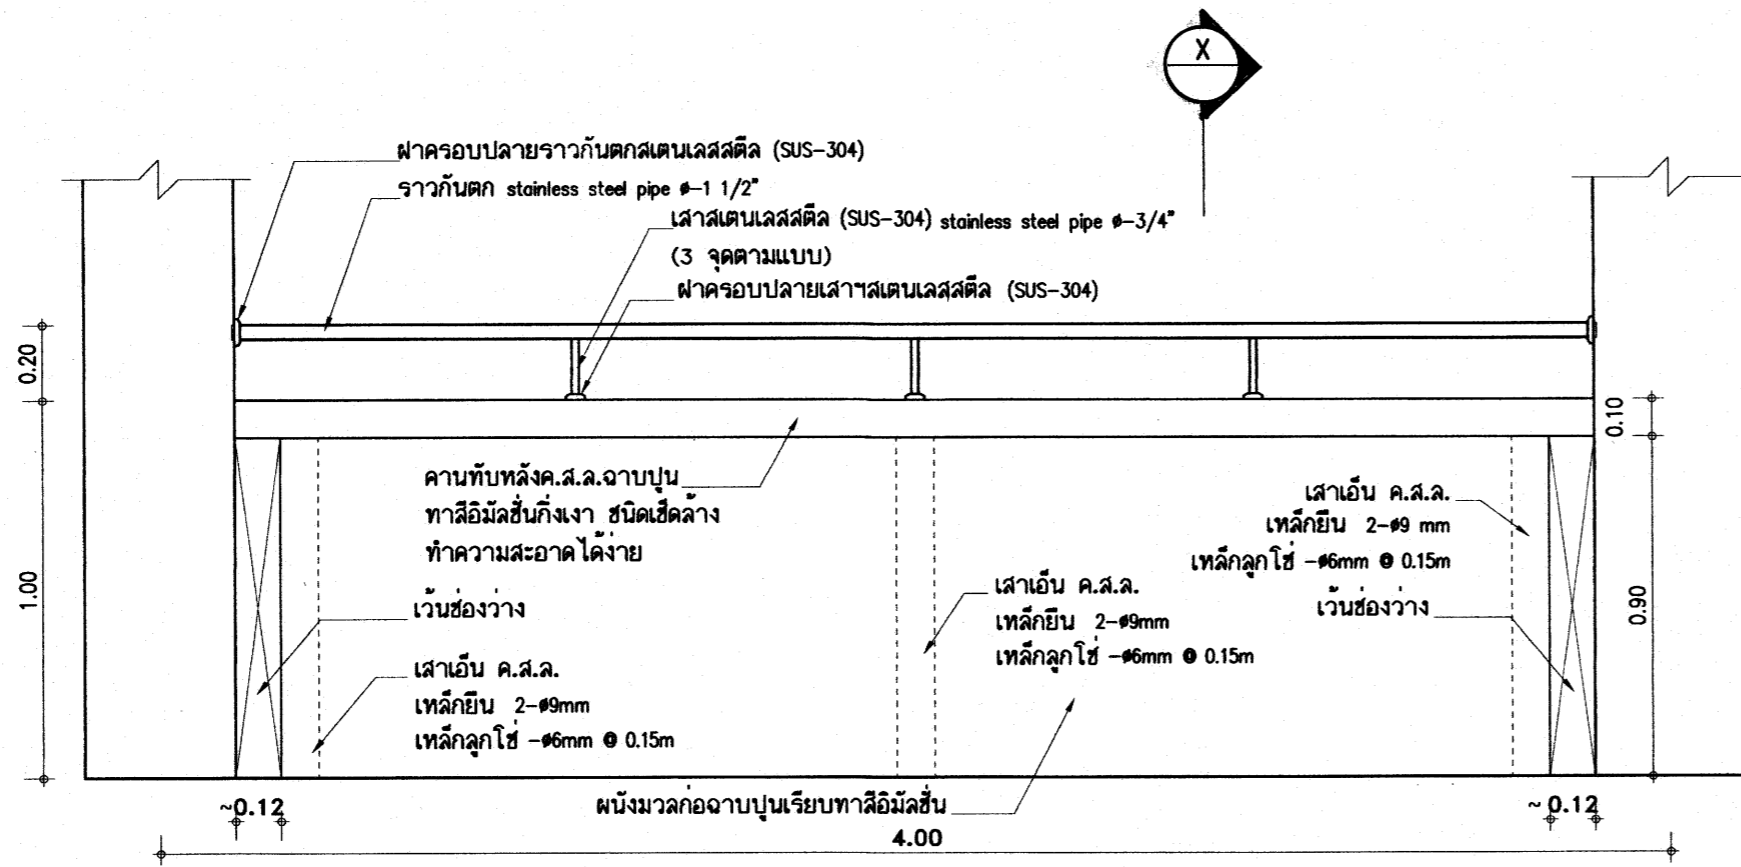 X
ฝาครอบปลายราวกันตกสเตนเลสสตีล (SUS-304)
ราวกันตก stainless steel pipe ø-1 1/2"
เสาสเตนเลสสตีล (SUS-304) stainless steel pipe ø-3/4"
(3 จุดตามแบบ)
ฝาครอบปลายเสาฯสเตนเลสสตีล (SUS-304)
0.20
1.00
0.10
0.90
คานทับหลังค.ส.ล.ฉาบปูน
ทาสีอิมัลชั่นกึ่งเงา ชนิดเช็ดล้าง
ทำความสะอาดได้ง่าย
เว้นช่องว่าง
เสาเอ็น ค.ส.ล.
เหล็กยืน 2-ø9mm
เหล็กลูกโซ่ -ø6mm @ 0.15m
เสาเอ็น ค.ส.ล.
เหล็กยืน 2-ø9mm
เหล็กลูกโซ่ -ø6mm @ 0.15m
เสาเอ็น ค.ส.ล.
เหล็กยืน 2-ø9 mm
เหล็กลูกโซ่ -ø6mm @ 0.15m
เว้นช่องว่าง
~0.12
ผนังมวลก่อฉาบปูนเรียบทาสีอิมัลชั่น
~0.12
4.00